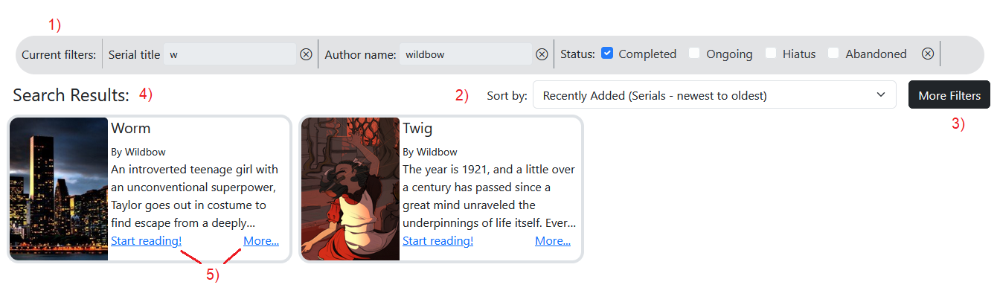 1)
Current filters: Serial title w Author name: wildbow Status: Completed Ongoing Hiatus Abandoned
Search Results: 4) 2) Sort by: Recently Added (Serials - newest to oldest) More Filters
3)
Worm
By Wildbow
An introverted teenage girl with
an unconventional superpower,
Taylor goes out in costume to
find escape from a deeply...
Start reading! More...
Twig
By Wildbow
The year is 1921, and a little over
a century has passed since a
great mind unraveled the
underpinnings of life itself. Ever...
Start reading! More...
5)